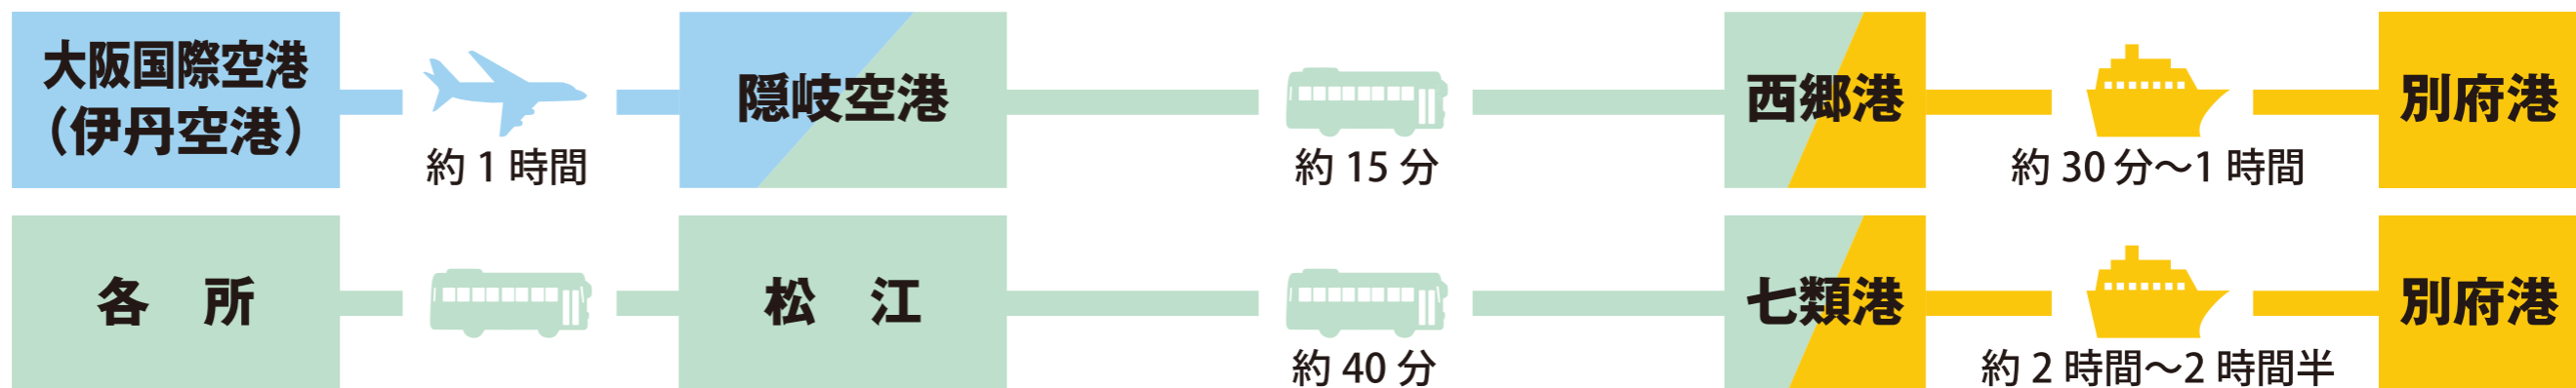 大阪国際空港
（伊丹空港）
約 1 時間
隠岐空港
約 15 分
西郷港
約 30 分〜1 時間
別府港
各　所
松　江
約 40 分
七類港
約 2 時間〜2 時間半
別府港